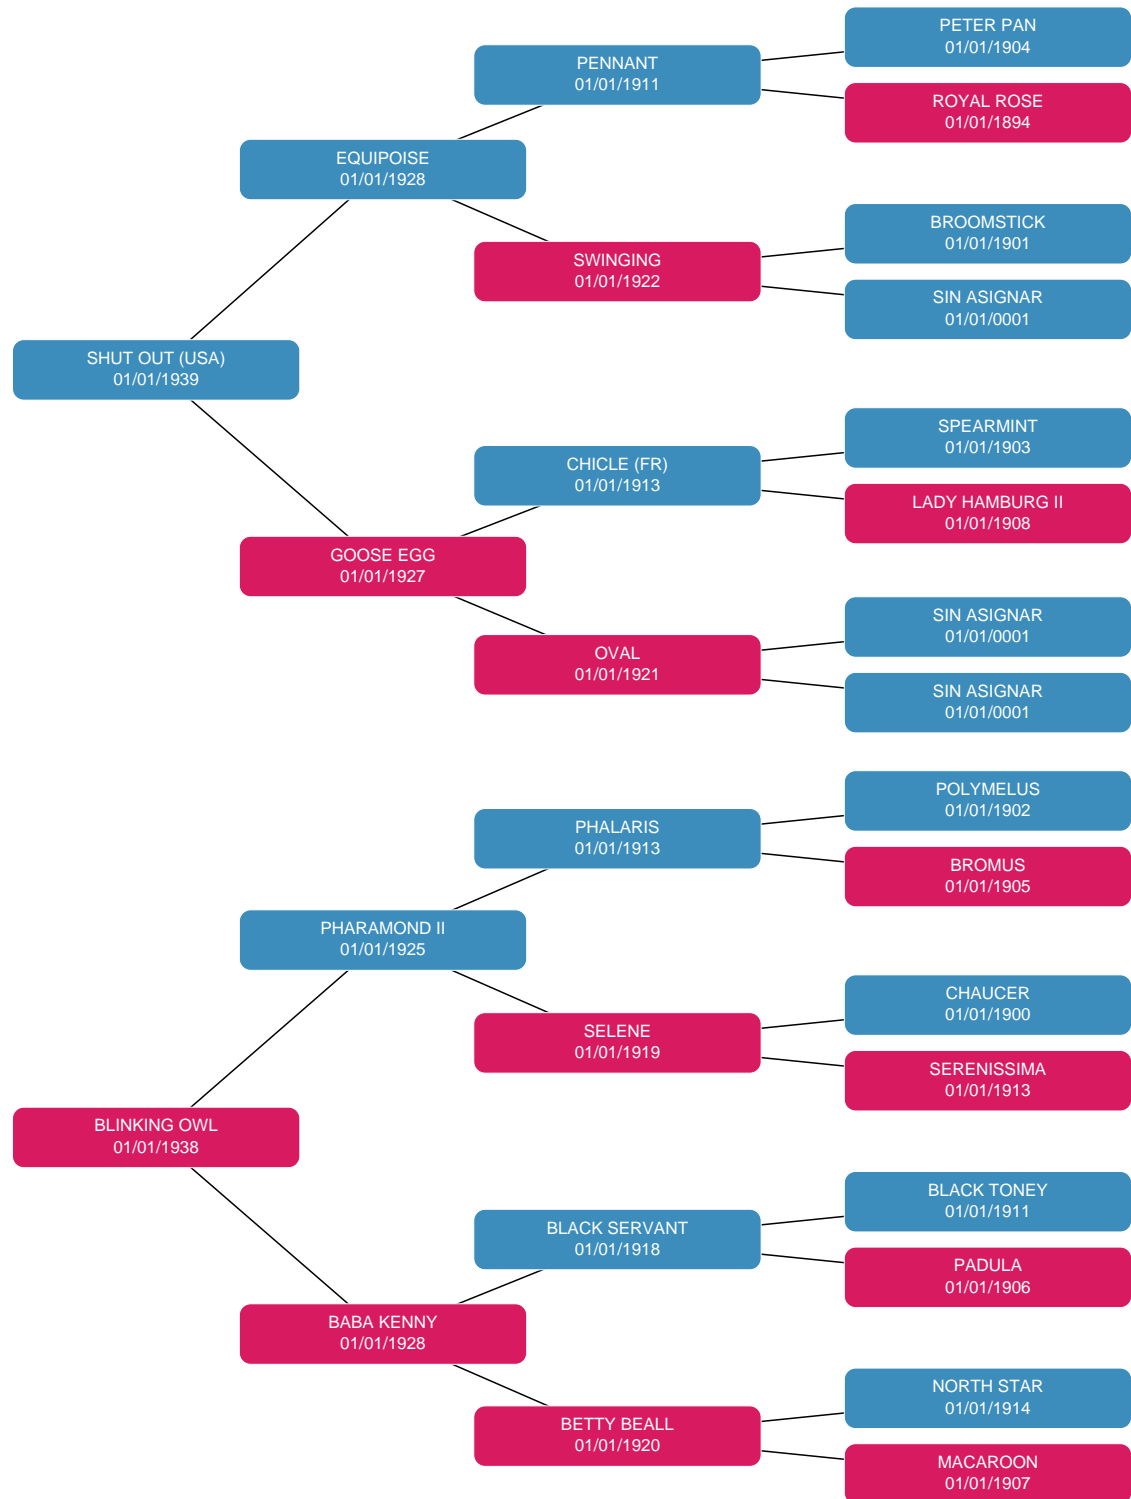 PETER PAN
01/01/1904
PENNANT
01/01/1911
ROYAL ROSE
01/01/1894
EQUIPOISE
01/01/1928
BROOMSTICK
01/01/1901
SWINGING
01/01/1922
SIN ASIGNAR
01/01/0001
SHUT OUT (USA)
01/01/1939
SPEARMINT
01/01/1903
CHICLE (FR)
01/01/1913
LADY HAMBURG II
01/01/1908
GOOSE EGG
01/01/1927
SIN ASIGNAR
01/01/0001
OVAL
01/01/1921
SIN ASIGNAR
01/01/0001
POLYMELUS
01/01/1902
PHALARIS
01/01/1913
BROMUS
01/01/1905
PHARAMOND II
01/01/1925
CHAUCER
01/01/1900
SELENE
01/01/1919
SERENISSIMA
01/01/1913
BLINKING OWL
01/01/1938
BLACK TONEY
01/01/1911
BLACK SERVANT
01/01/1918
PADULA
01/01/1906
BABA KENNY
01/01/1928
NORTH STAR
01/01/1914
BETTY BEALL
01/01/1920
MACAROON
01/01/1907